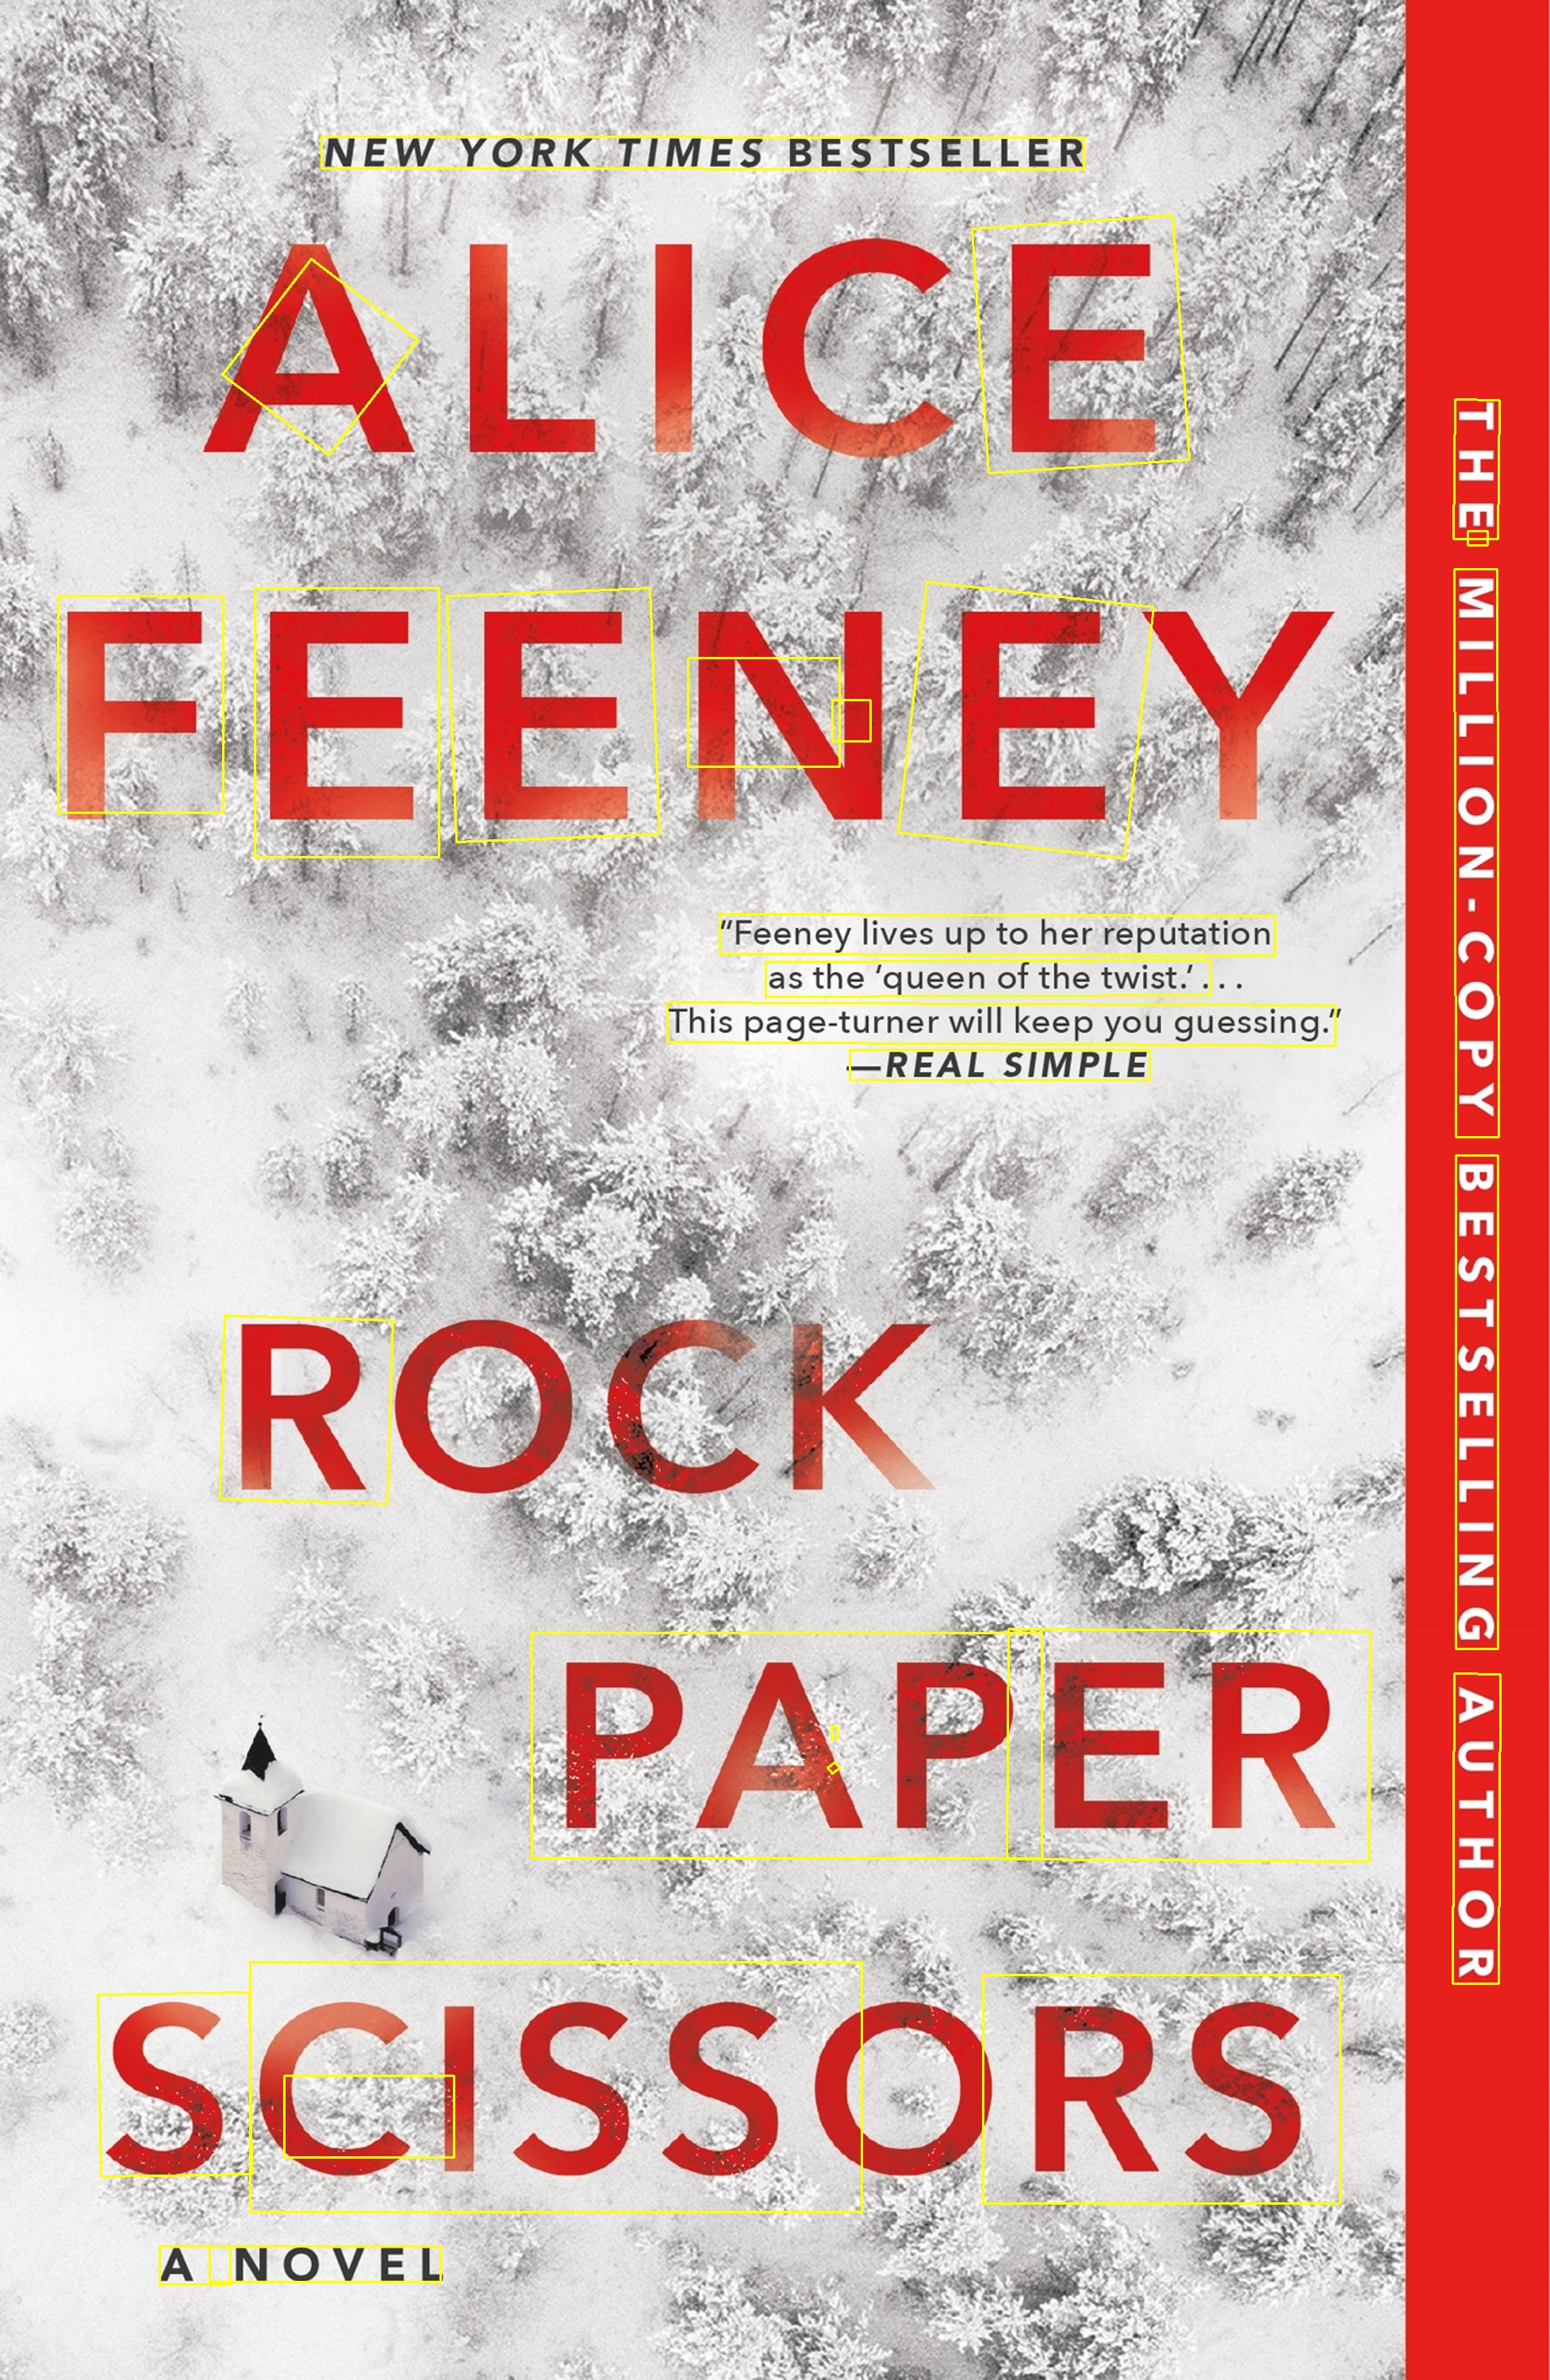 NEW YORK TIMES BESTSELLER
ALICE
FEENEY
“Feeney lives up to her reputation
as the ‘queen of the twist.’ . . .
This page-turner will keep you guessing.”
—REAL SIMPLE
ROCK
PAPER
SCISSORS
A NOVEL
THE MILLION-COPY BESTSELLING AUTHOR